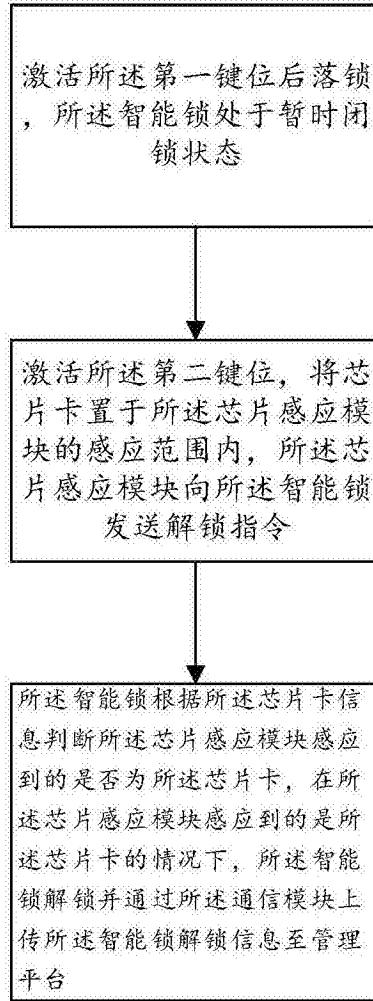 激活所述第一键位后落锁
，所述智能锁处于暂时闭
锁状态
激活所述第二键位，将芯
片卡置于所述芯片感应模
块的感应范围内，所述芯
片感应模块向所述智能锁
发送解锁指令
所述智能锁根据所述芯片卡信
息判断所述芯片感应模块感应
到的是否为所述芯片卡，在所
述芯片感应模块感应到的是所
述芯片卡的情况下，所述智能
锁解锁并通过所述通信模块上
传所述智能锁解锁信息至管理
平台